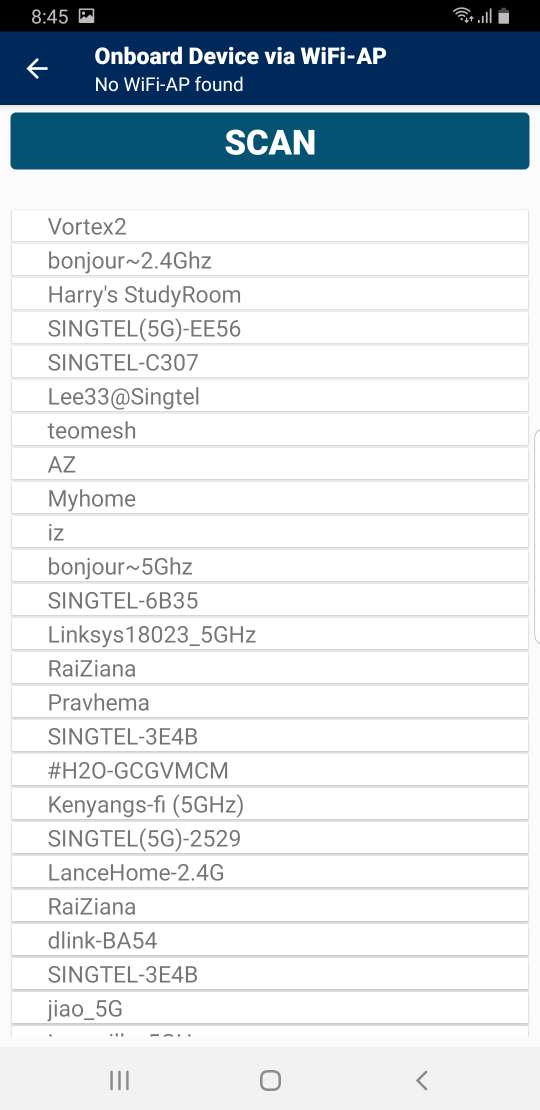 8:45
Onboard Device via WiFi-AP
No WiFi-AP found
SCAN
Vortex2
bonjour~2.4Ghz
Harry's StudyRoom
SINGTEL(5G)-EE56
SINGTEL-C307
Lee33@Singtel
teomesh
AZ
Myhome
iz
bonjour~5Ghz
SINGTEL-6B35
Linksys18023_5GHz
RaiZiana
Pravhema
SINGTEL-3E4B
#H2O-GCGVMCM
Kenyangs-fi (5GHz)
SINGTEL(5G)-2529
LanceHome-2.4G
RaiZiana
dlink-BA54
SINGTEL-3E4B
jiao_5G